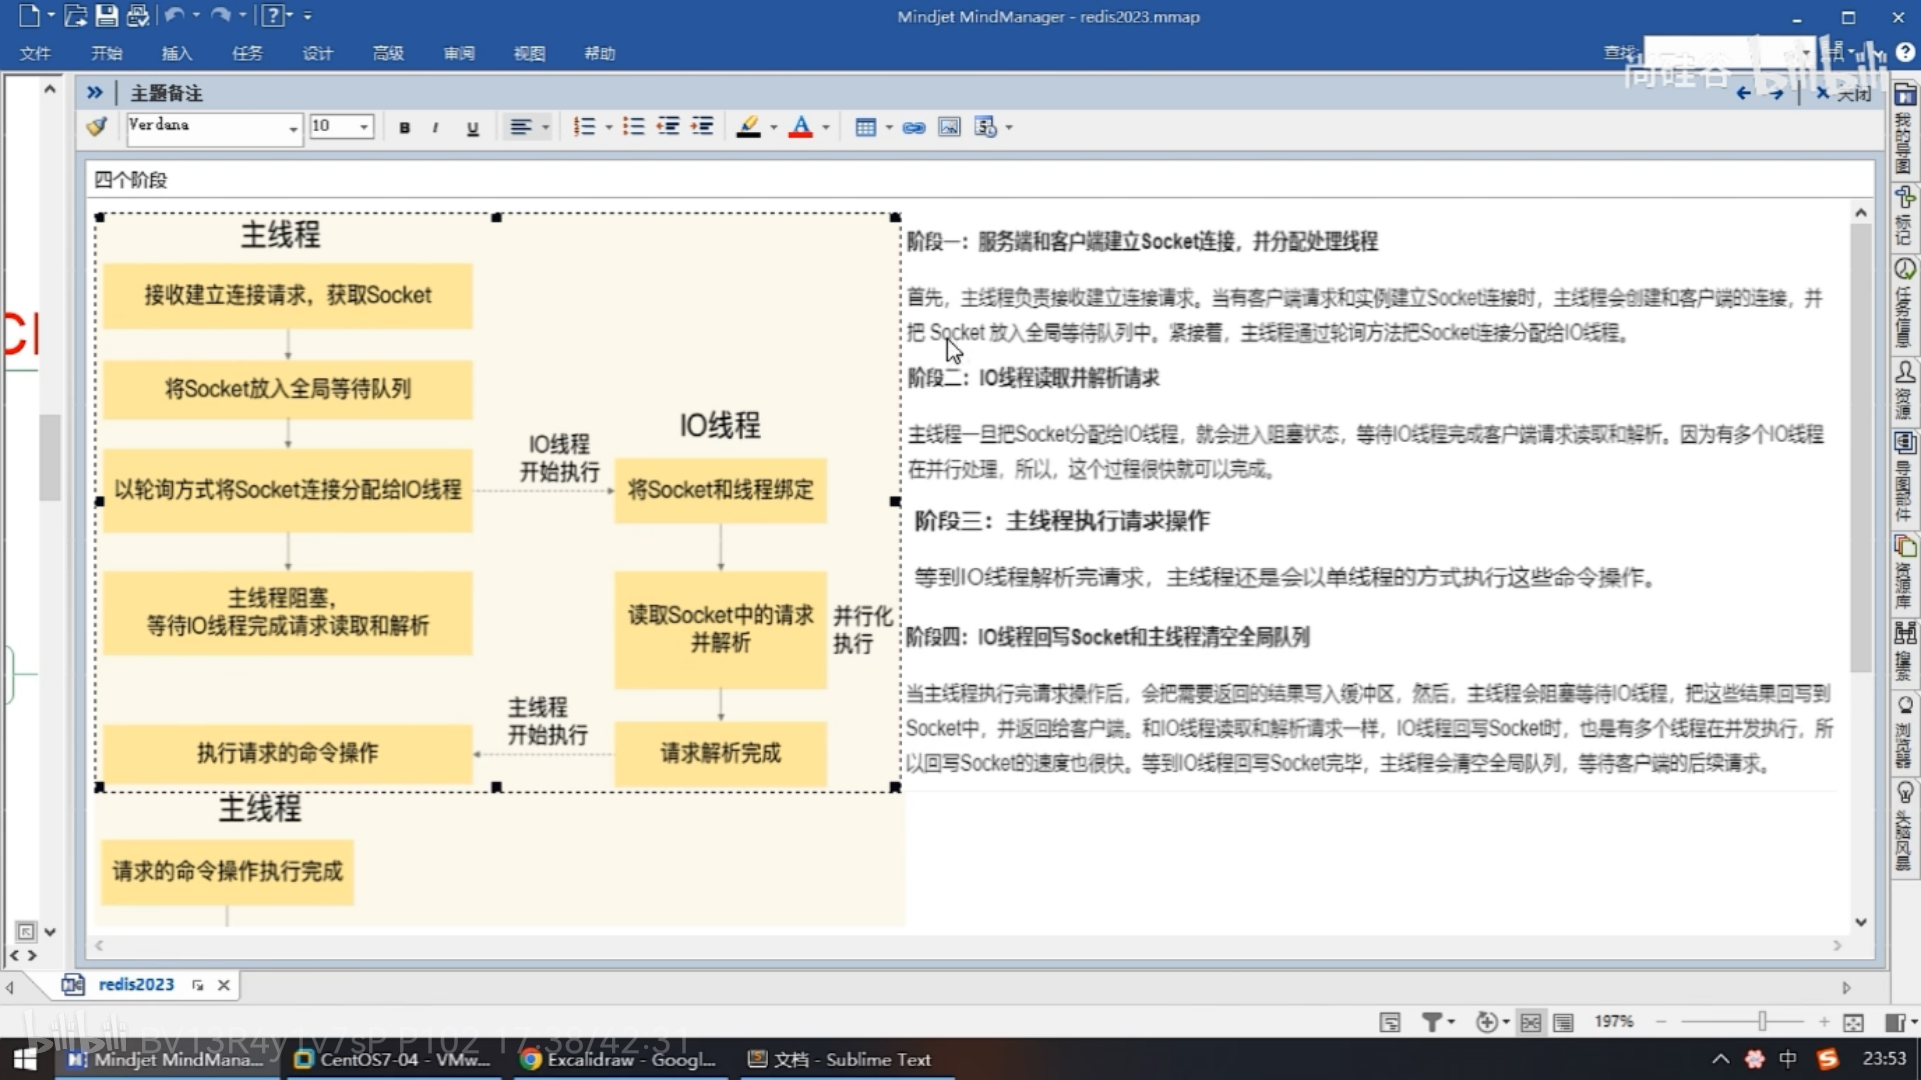 Mindjet MindManager - redis2023.mmap
文件 开始 插入 任务 设计 高级 审阅 视图 帮助
查找
尚硅谷 bilibili
主题备注
关闭
Verdana 10
四个阶段
主线程
接收建立连接请求，获取Socket
将Socket放入全局等待队列
以轮询方式将Socket连接分配给IO线程
主线程阻塞，
等待IO线程完成请求读取和解析
执行请求的命令操作
IO线程
开始执行
IO线程
将Socket和线程绑定
读取Socket中的请求
并解析
并行化
执行
主线程
开始执行
请求解析完成
主线程
请求的命令操作执行完成
阶段一：服务端和客户端建立Socket连接，并分配处理线程
首先，主线程负责接收建立连接请求。当有客户端请求和实例建立Socket连接时，主线程会创建和客户端的连接，并
把 Socket 放入全局等待队列中。紧接着，主线程通过轮询方法把Socket连接分配给IO线程。
阶段二：IO线程读取并解析请求
主线程一旦把Socket分配给IO线程，就会进入阻塞状态，等待IO线程完成客户端请求读取和解析。因为有多个IO线程
在并行处理，所以，这个过程很快就可以完成。
阶段三：主线程执行请求操作
等到IO线程解析完请求，主线程还是会以单线程的方式执行这些命令操作。
阶段四：IO线程回写Socket和主线程清空全局队列
当主线程执行完请求操作后，会把需要返回的结果写入缓冲区，然后，主线程会阻塞等待IO线程，把这些结果回写到
Socket中，并返回给客户端。和IO线程读取和解析请求一样，IO线程回写Socket时，也是有多个线程在并发执行，所
以回写Socket的速度也很快。等到IO线程回写Socket完毕，主线程会清空全局队列，等待客户端的后续请求。
我的导图
标记
任务信息
资源
导图部件
资源库
搜索
浏览器
头脑风暴
redis2023
197%
bilibili BV13R4y1v7sP P102 17:38/42:31
Mindjet MindMana... CentOS7-04 - VMw... Excalidraw - Googl... 文档 - Sublime Text
中 23:53